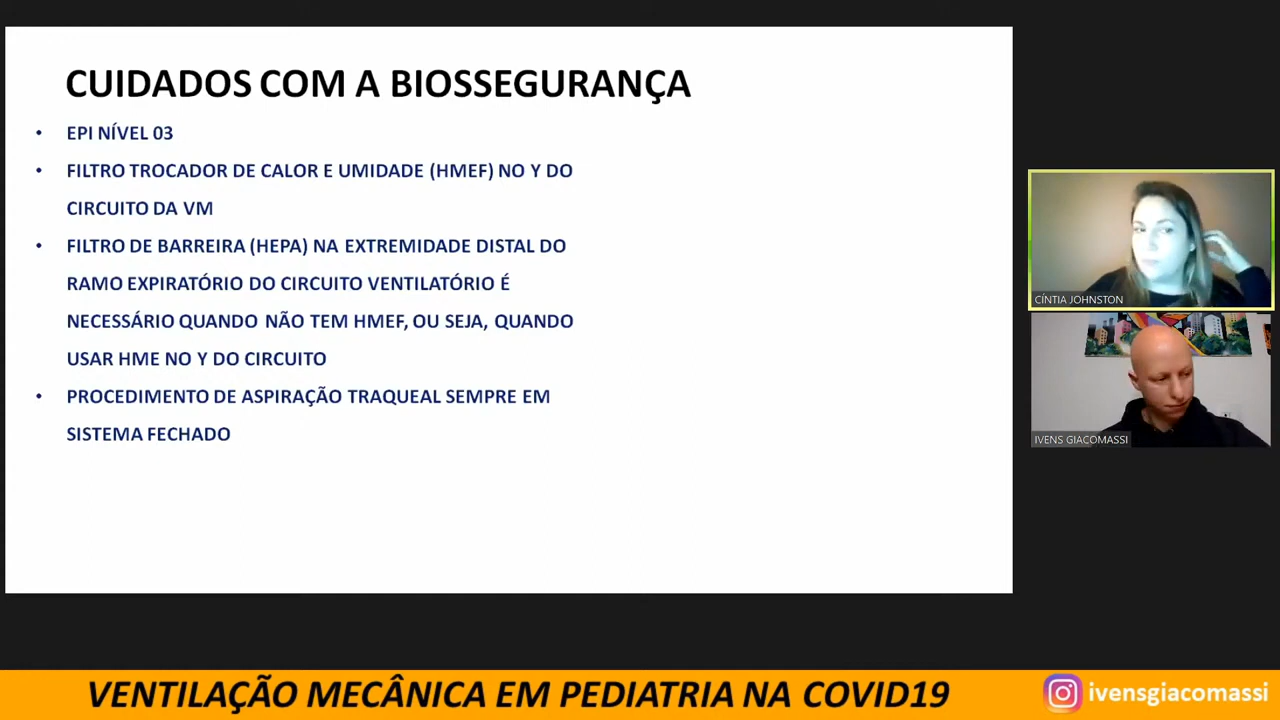 CUIDADOS COM A BIOSSEGURANÇA
• EPI NÍVEL 03
• FILTRO TROCADOR DE CALOR E UMIDADE (HMEF) NO Y DO
CIRCUITO DA VM
• FILTRO DE BARREIRA (HEPA) NA EXTREMIDADE DISTAL DO
RAMO EXPIRATÓRIO DO CIRCUITO VENTILATÓRIO É
NECESSÁRIO QUANDO NÃO TEM HMEF, OU SEJA, QUANDO
USAR HME NO Y DO CIRCUITO
• PROCEDIMENTO DE ASPIRAÇÃO TRAQUEAL SEMPRE EM
SISTEMA FECHADO
CÍNTIA JOHNSTON
IVENS GIACOMASSI
VENTILAÇÃO MECÂNICA EM PEDIATRIA NA COVID19
ivensgiacomassi